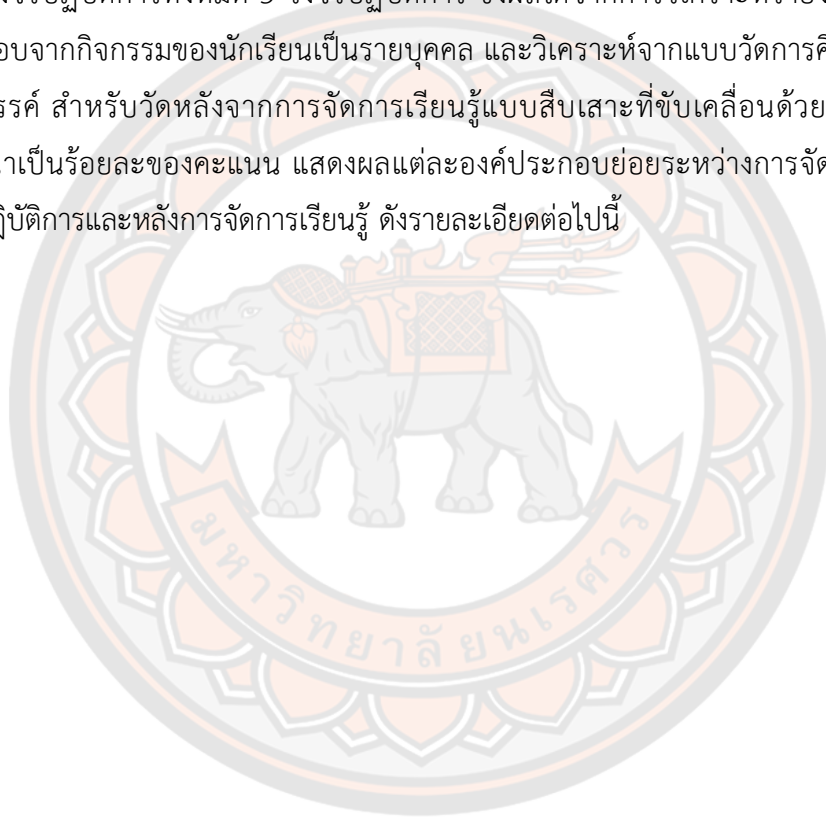 3
อบจากกิจกรรมของนักเรียนเป็นรายบุคคล และวิเคราะห์จากแบบวัดการคิ
รรค์ สำหรับวัดหลังจากการจัดการเรียนรู้แบบสืบเสาะที่ขับเคลื่อนด้วย
าเป็นร้อยละของคะแนน แสดงผลแต่ละองค์ประกอบย่อยระหว่างการจัด
ฏิบัติการและหลังการจัดการเรียนรู้ ดังรายละเอียดต่อไปนี้
มหาวิทยาลัยนเรศวร